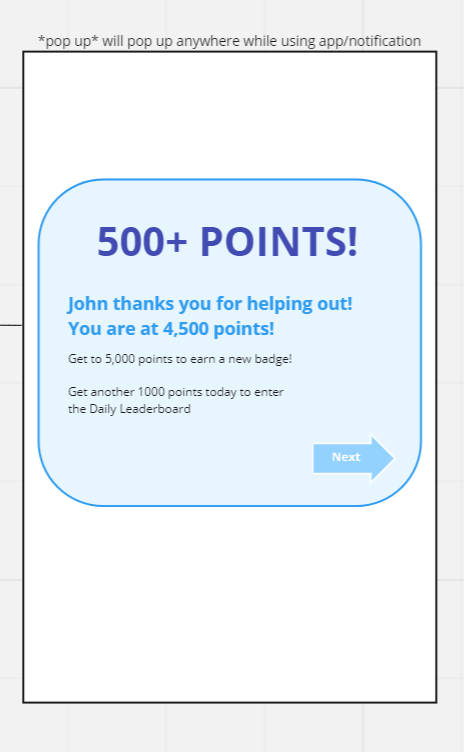 *pop up* will pop up anywhere while using app/notification
500+ POINTS!
John thanks you for helping out!
You are at 4,500 points!
Get to 5,000 points to earn a new badge!
Get another 1000 points today to enter
the Daily Leaderboard
Next